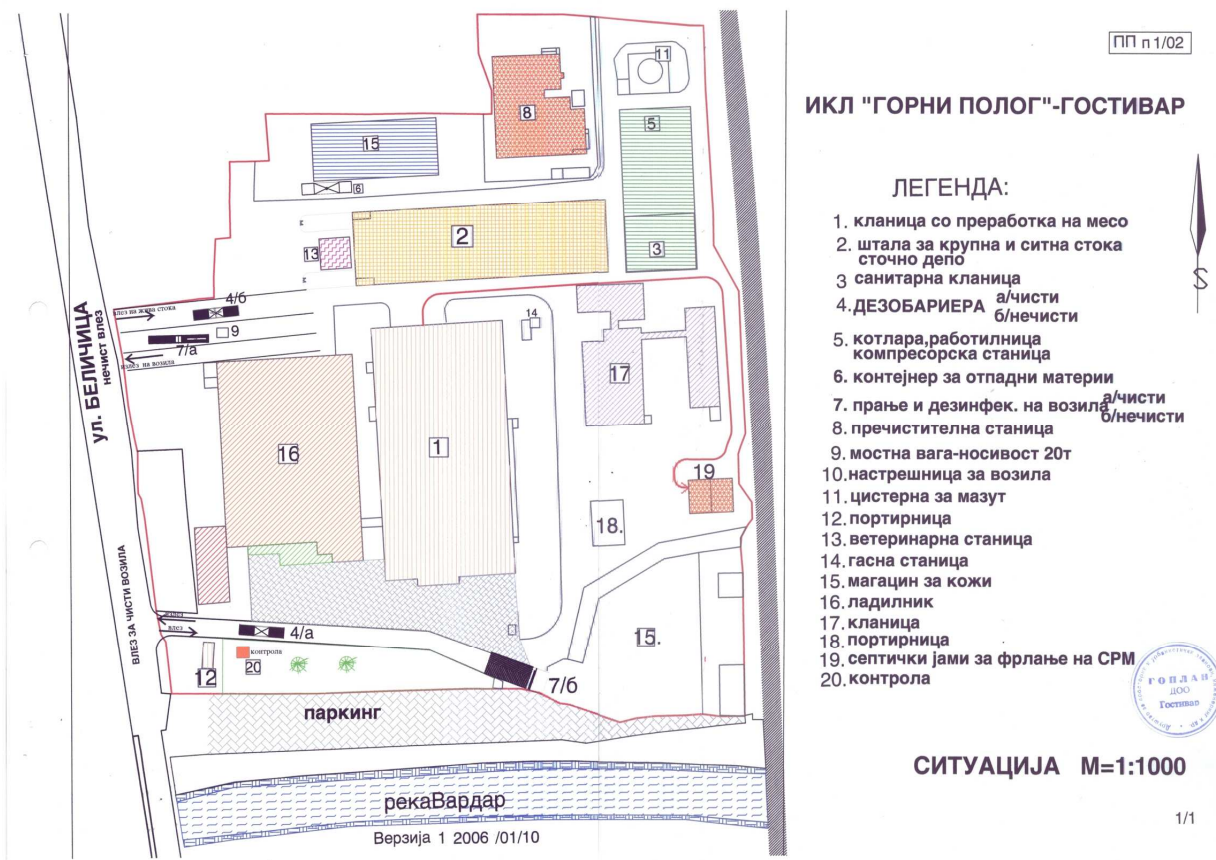 ПП п 1/02
ИКЛ "ГОРНИ ПОЛОГ"-ГОСТИВАР
ЛЕГЕНДА:
1. кланица со преработка на месо
2. штала за крупна и ситна стока
сточно депо
3 санитарна кланица
4. ДЕЗОБАРИЕРА а/чисти
б/нечисти
5. котлара,работилница
компресорска станица
6. контејнер за отпадни материи
7. прање и дезинфек. на возила а/чисти
б/нечисти
8. пречистителна станица
9. мостна вага-носивост 20т
10. настрешница за возила
11. цистерна за мазут
12. портирница
13. ветеринарна станица
14. гасна станица
15. магацин за кожи
16. ладилник
17. кланица
18. портирница
19. септички јами за фрлање на СРМ
20. контрола
ГОПЛАН
ДОО
Гостивар
СИТУАЦИЈА М=1:1000
1/1
S
11
8
5
15
6
2
13
3
4/б
влез на жива стока
9
7/а
излез на возила
14
17
ул. БЕЛИЧИЦА
нечист влез
16
1
19
18.
ВЛЕЗ ЗА ЧИСТИ ВОЗИЛА
излез
влез
4/а
контрола
20
12
15.
7/б
паркинг
рекаВардар
Верзија 1 2006 /01/10